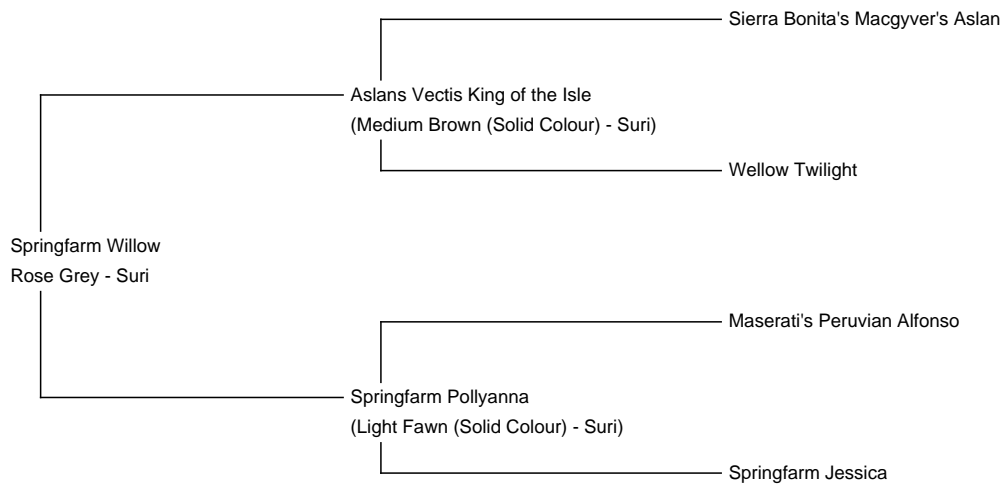 Sierra Bonita's Macgyver's Aslan
Aslans Vectis King of the Isle
(Medium Brown (Solid Colour) - Suri)
Wellow Twilight
Springfarm Willow
Rose Grey - Suri
Maserati's Peruvian Alfonso
Springfarm Pollyanna
(Light Fawn (Solid Colour) - Suri)
Springfarm Jessica